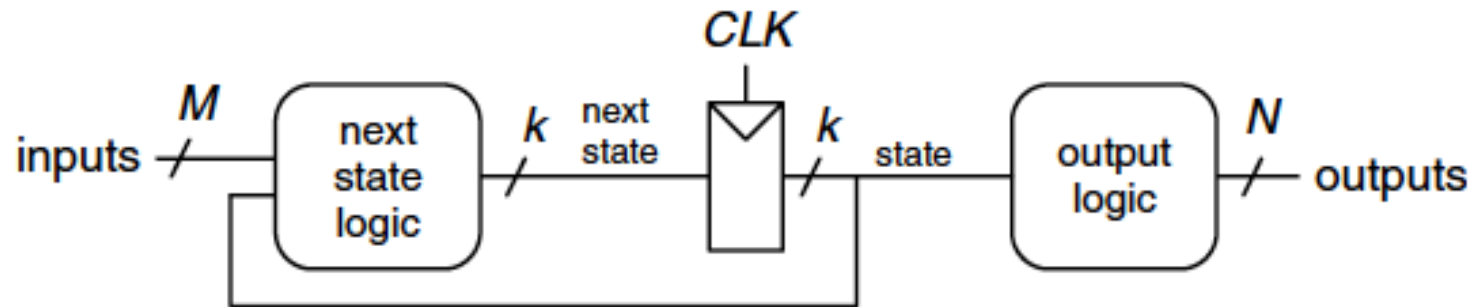 CLK
inputs
M
next
state
logic
k
next
state
k
state
output
logic
N
outputs